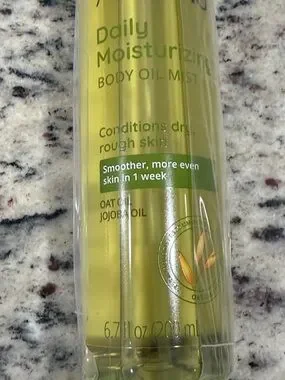 Daily
Moisturizing
BODY OIL MIST
Conditions dry,
rough skin
Smoother, more even
skin in 1 week
OAT OIL
JOJOBA OIL
6.7 fl oz/200 mL